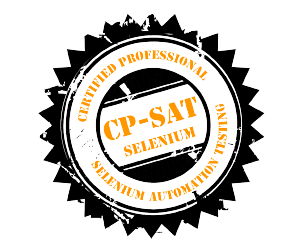 CERTIFIED PROFESSIONAL
CP-SAT
SELENIUM
SELENIUM AUTOMATION TESTING